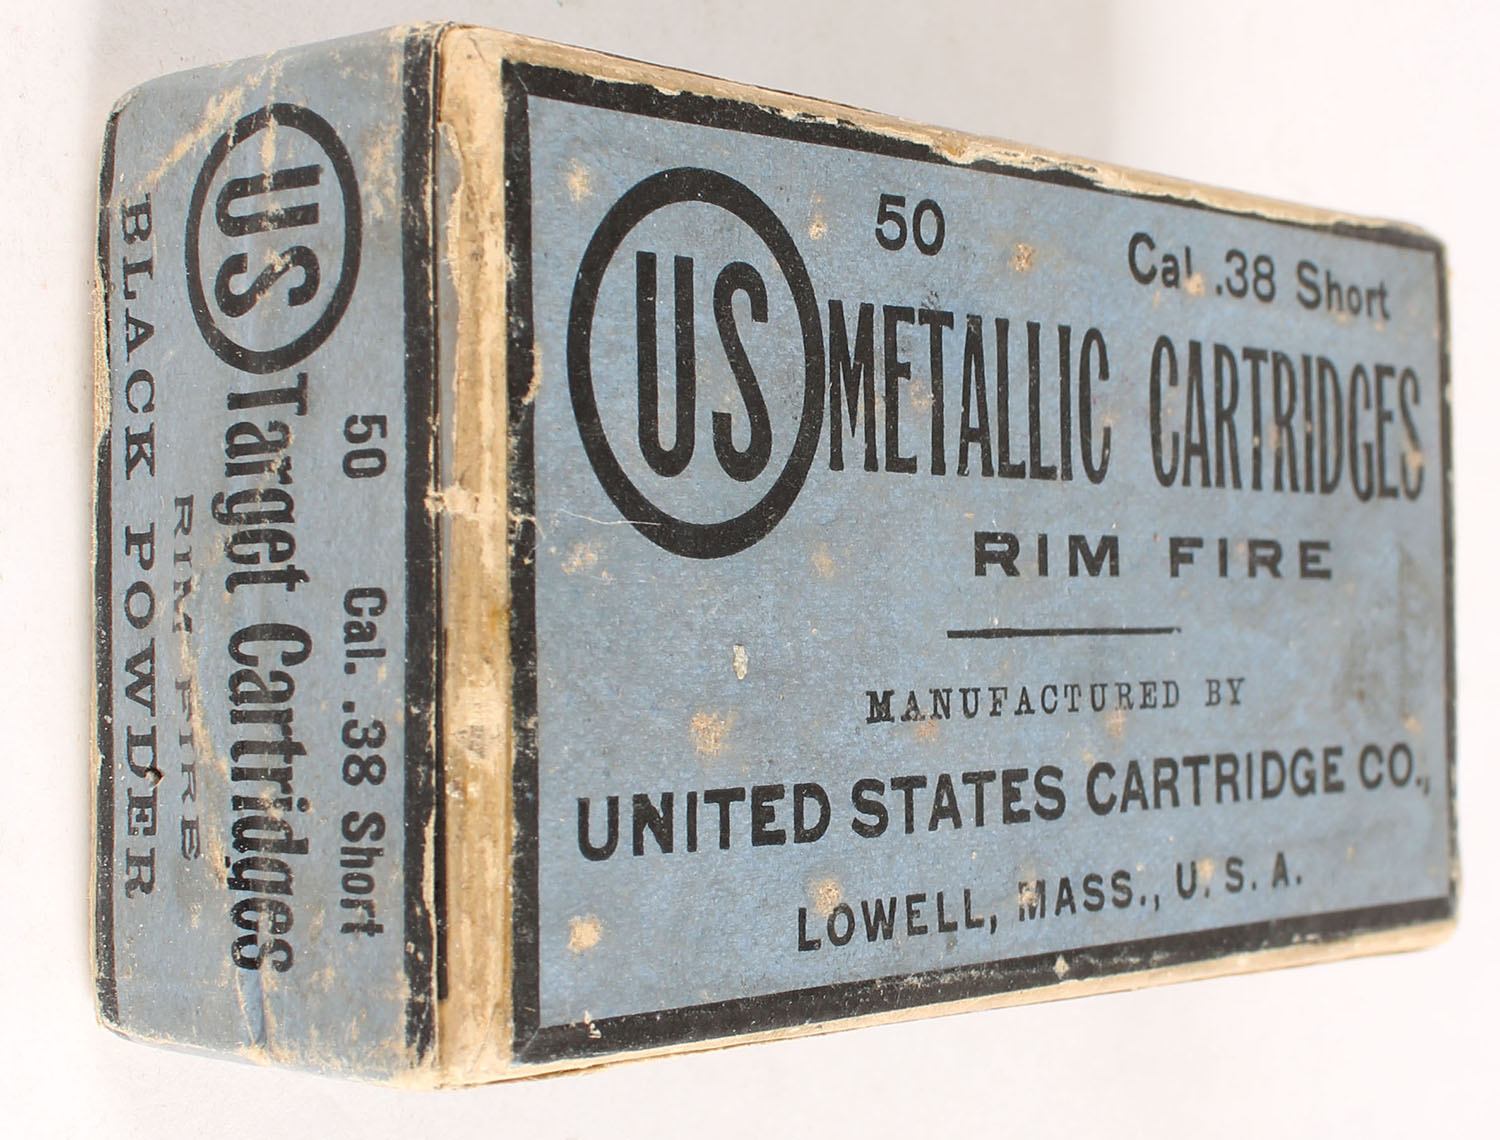 50 Cal. .38 Short
US METALLIC CARTRIDGES
RIM FIRE
MANUFACTURED BY
UNITED STATES CARTRIDGE CO.,
LOWELL, MASS., U.S.A.
50 Cal. .38 Short
US Target Cartridges
RIM FIRE
BLACK POWDER